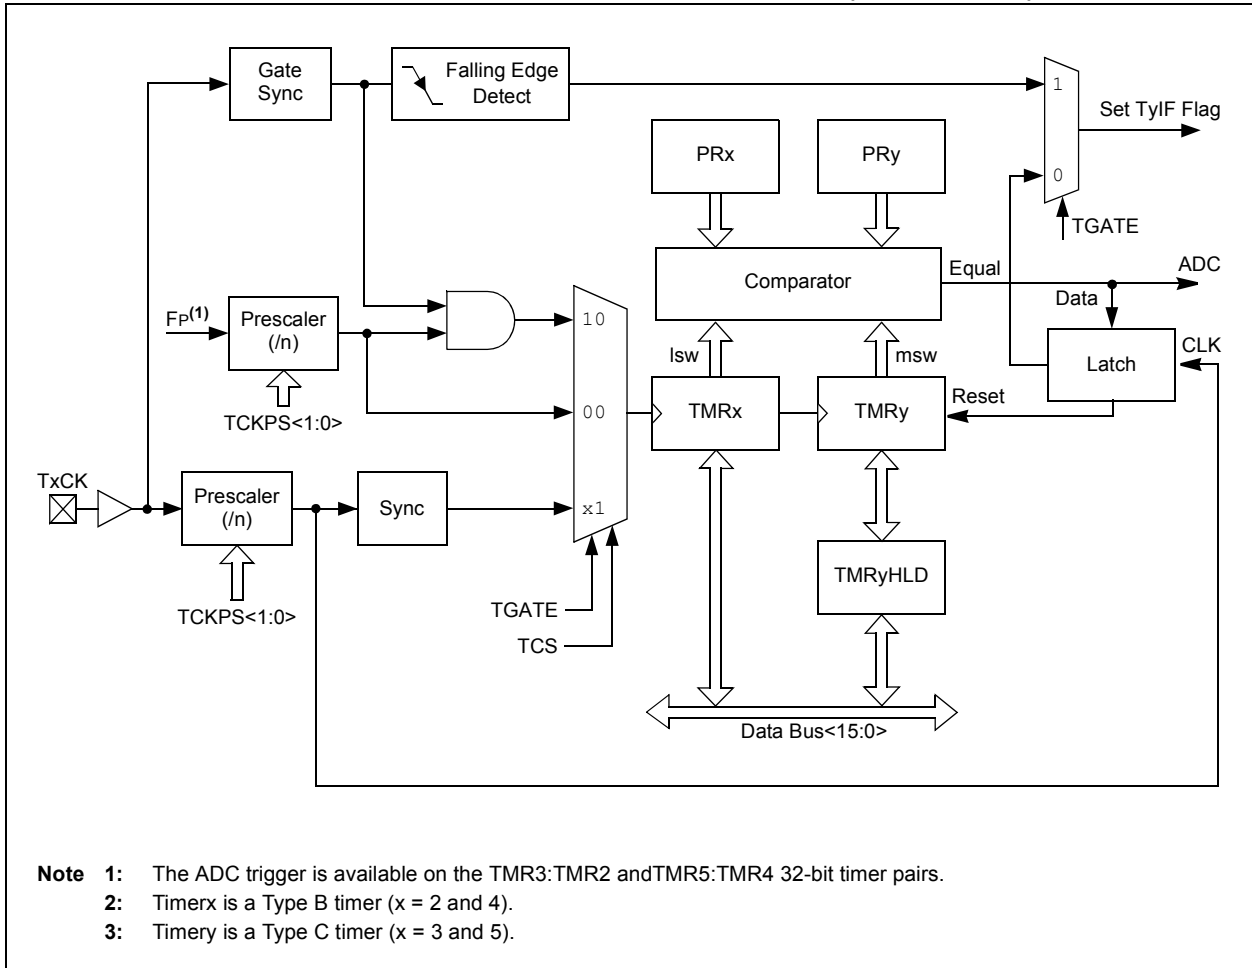 Gate
Sync
Falling Edge
Detect
1
Set TyIF Flag
PRx
PRy
0
TGATE
Comparator
Equal
ADC
Data
FP(1)
Prescaler
(/n)
10
lsw
msw
Latch
CLK
TCKPS<1:0>
00
TMRx
TMRy
Reset
TxCK
Prescaler
(/n)
Sync
x1
TCKPS<1:0>
TGATE
TCS
TMRyHLD
Data Bus<15:0>
Note 1: The ADC trigger is available on the TMR3:TMR2 andTMR5:TMR4 32-bit timer pairs.
2: Timerx is a Type B timer (x = 2 and 4).
3: Timery is a Type C timer (x = 3 and 5).